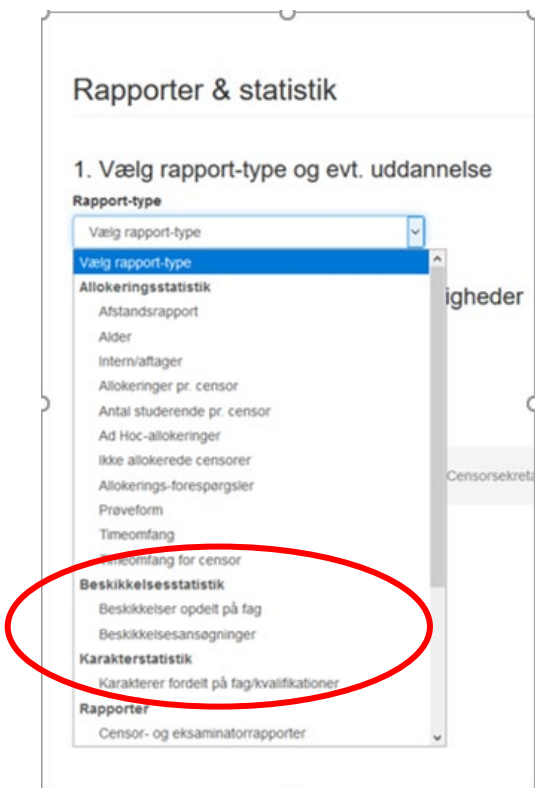 Rapporter & statistik
1. Vælg rapport-type og evt. uddannelse
Rapport-type
Vælg rapport-type
Vælg rapport-type
Allokeringsstatistik
igheder
Afstandsrapport
Alder
Intern/aftager
Allokeringer pr. censor
Antal studerende pr. censor
Ad Hoc-allokeringer
Ikke allokerede censorer
Censorsekreta
Allokerings-forespørgsler
Prøveform
Timeomfang
Timeomfang for censor
Beskikkelsesstatistik
Beskikkelser opdelt på fag
Beskikkelsesansøgninger
Karakterstatistik
Karakterer fordelt på fag/kvalifikationer
Rapporter
Censor- og eksaminatorrapporter